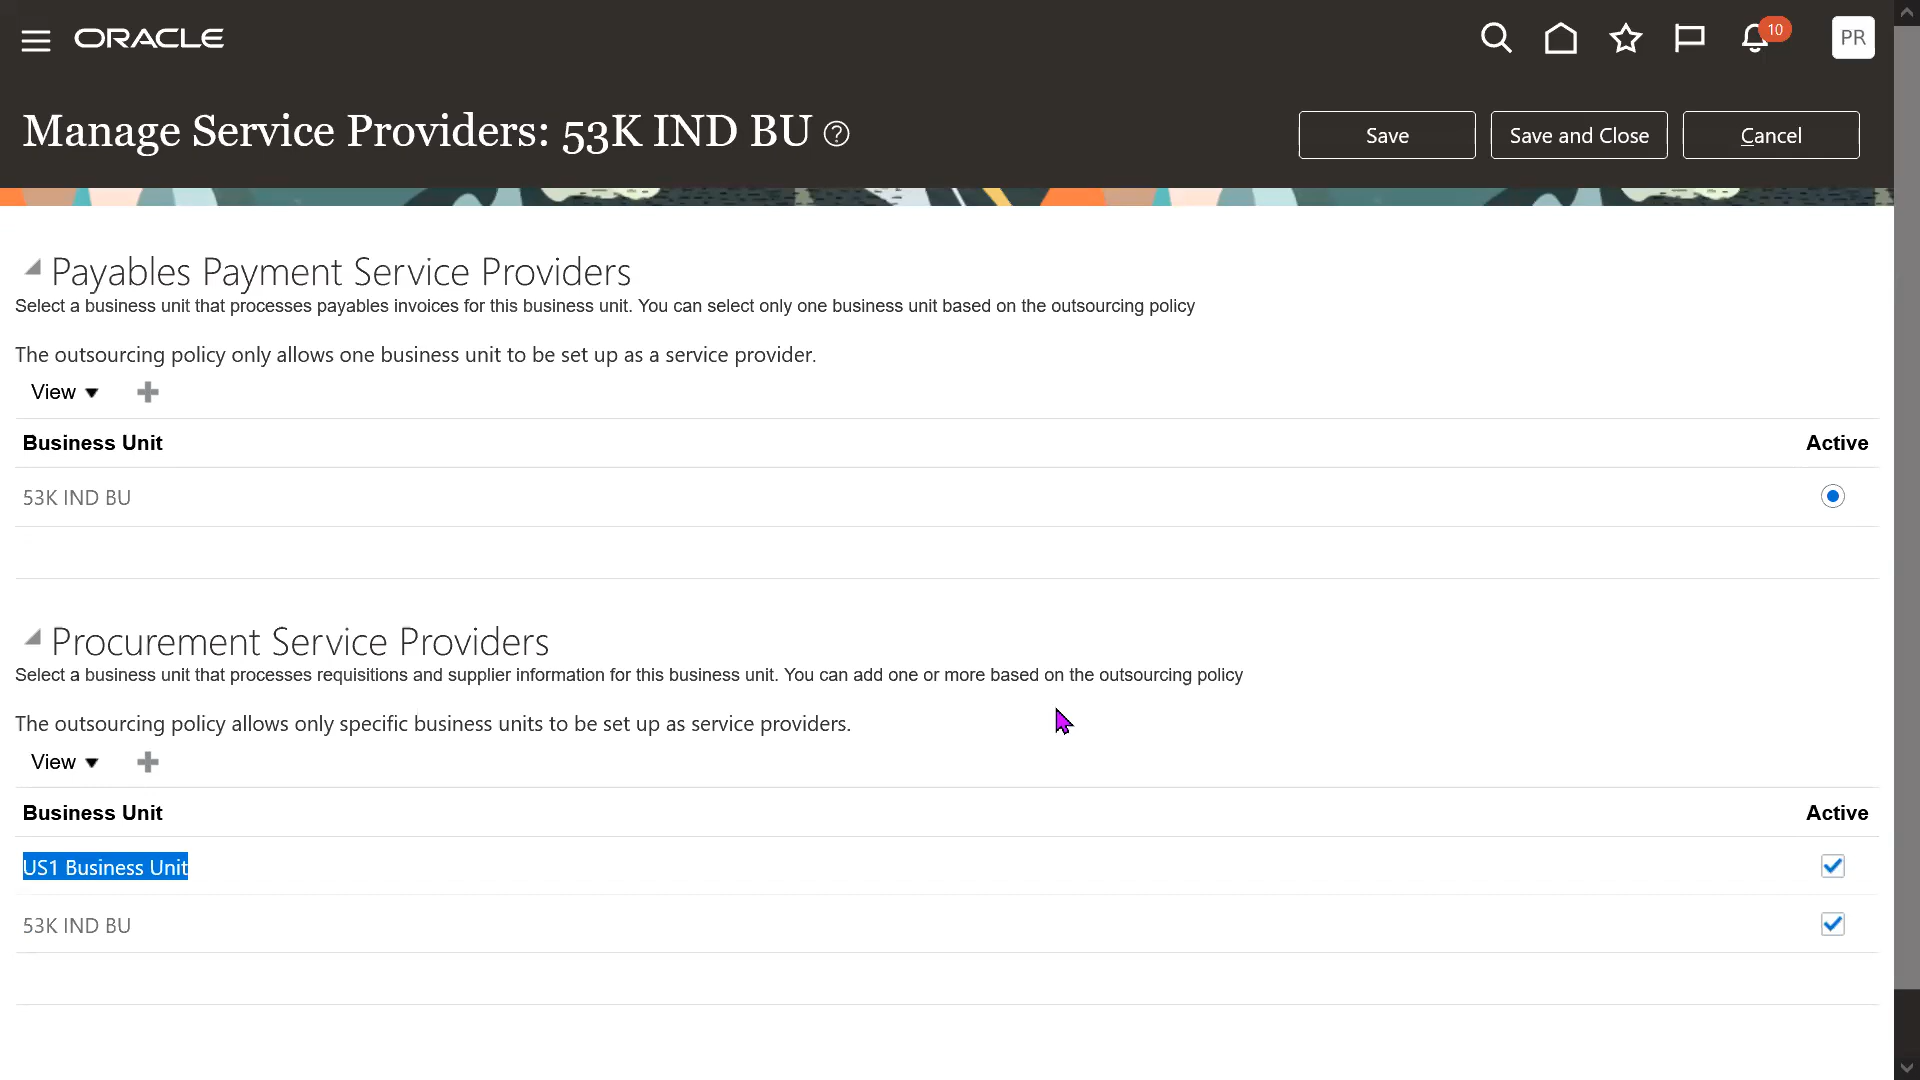 ORACLE
10
PR
Manage Service Providers: 53K IND BU ?
Save
Save and Close
Cancel
Payables Payment Service Providers
Select a business unit that processes payables invoices for this business unit. You can select only one business unit based on the outsourcing policy
The outsourcing policy only allows one business unit to be set up as a service provider.
View
Business Unit Active
53K IND BU
Procurement Service Providers
Select a business unit that processes requisitions and supplier information for this business unit. You can add one or more based on the outsourcing policy
The outsourcing policy allows only specific business units to be set up as service providers.
View
Business Unit Active
US1 Business Unit
53K IND BU